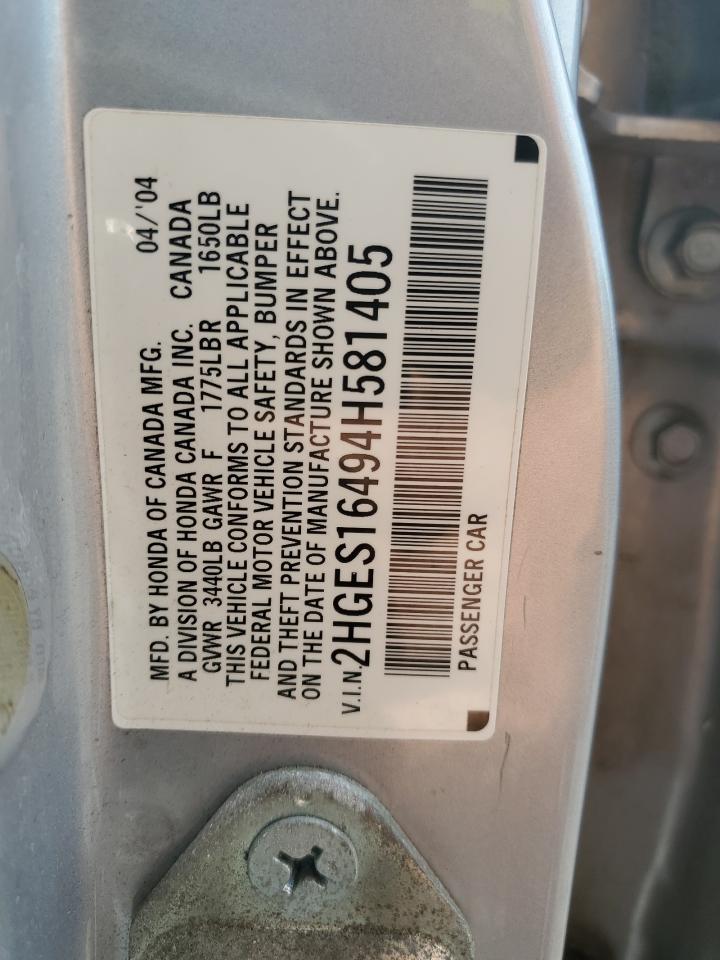 MFD. BY HONDA OF CANADA MFG. 04/'04
A DIVISION OF HONDA CANADA INC. CANADA
GVWR 3440LB GAWR F 1775LBR 1650LB
THIS VEHICLE CONFORMS TO ALL APPLICABLE
FEDERAL MOTOR VEHICLE SAFETY, BUMPER
AND THEFT PREVENTION STANDARDS IN EFFECT
ON THE DATE OF MANUFACTURE SHOWN ABOVE.
V.I.N. 2HGES16494H581405
PASSENGER CAR